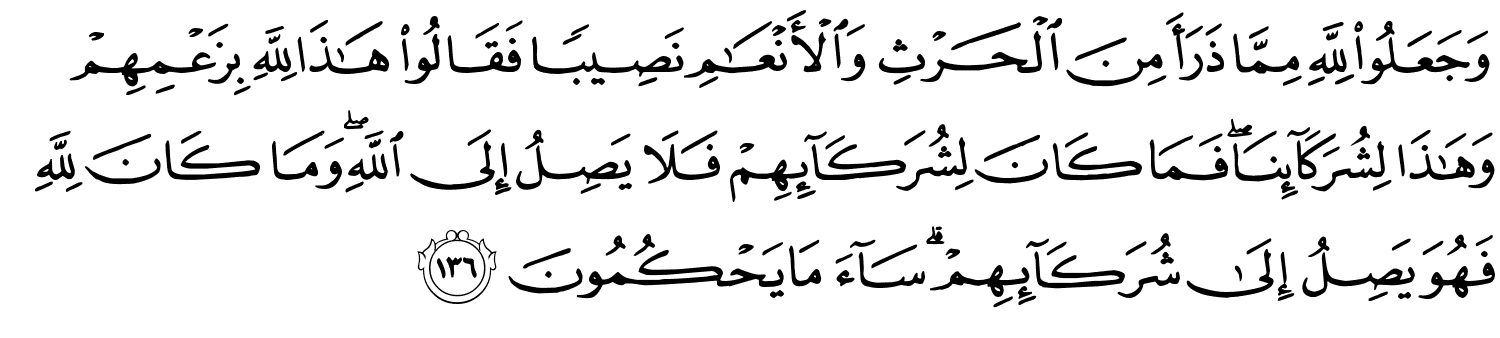 وَجَعَلُوا۟ لِلَّهِ مِمَّا ذَرَأَ مِنَ ٱلْحَرْثِ وَٱلْأَنْعَـٰمِ نَصِيبًا فَقَالُوا۟ هَـٰذَا لِلَّهِ بِزَعْمِهِمْ
وَهَـٰذَا لِشُرَكَآئِنَا ۖ فَمَا كَانَ لِشُرَكَآئِهِمْ فَلَا يَصِلُ إِلَى ٱللَّهِ ۖ وَمَا كَانَ لِلَّهِ
فَهُوَ يَصِلُ إِلَىٰ شُرَكَآئِهِمْ ۗ سَآءَ مَا يَحْكُمُونَ ١٣٦